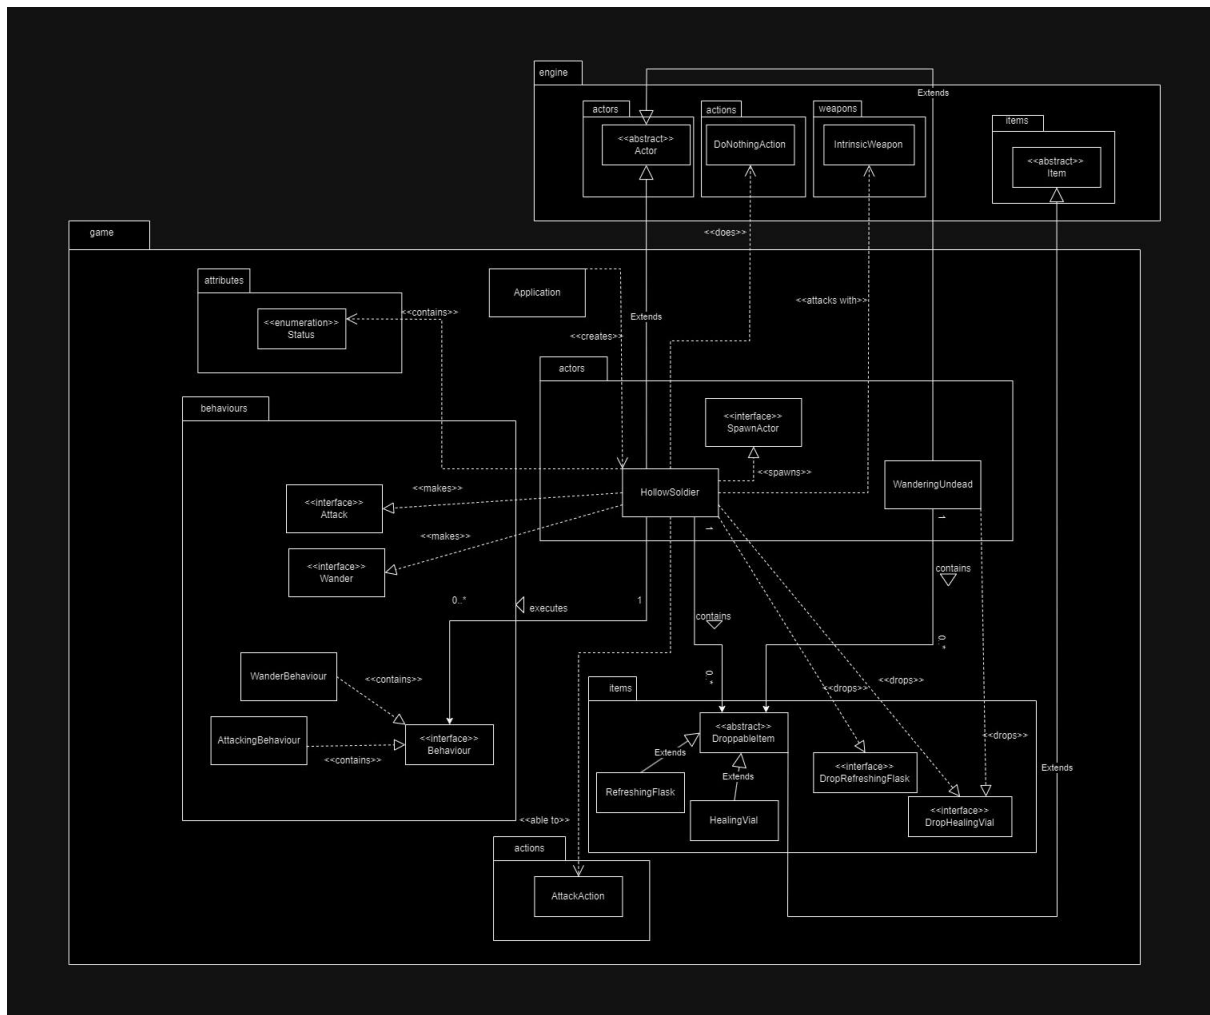 engine
Extends
actors
actions
weapons
items
<<abstract>>
Actor
DoNothingAction
IntrinsicWeapon
<<abstract>>
Item
game
<<does>>
attributes
Application
<<attacks with>>
<<enumeration>>
Status
<<contains>>
Extends
<<creates>>
actors
behaviours
<<interface>>
SpawnActor
<<spawns>>
WanderingUndead
HollowSoldier
<<makes>>
<<interface>>
Attack
1
1
<<makes>>
<<interface>>
Wander
contains
0..*
1
executes
contains
0..*
0..*
WanderBehaviour
<<contains>>
items
<<drops>>
<<drops>>
AttackingBehaviour
<<interface>>
Behaviour
<<contains>>
<<abstract>>
DroppableItem
<<drops>>
Extends
Extends
<<interface>>
DropRefreshingFlask
Extends
RefreshingFlask
HealingVial
<<interface>>
DropHealingVial
<<able to>>
actions
AttackAction